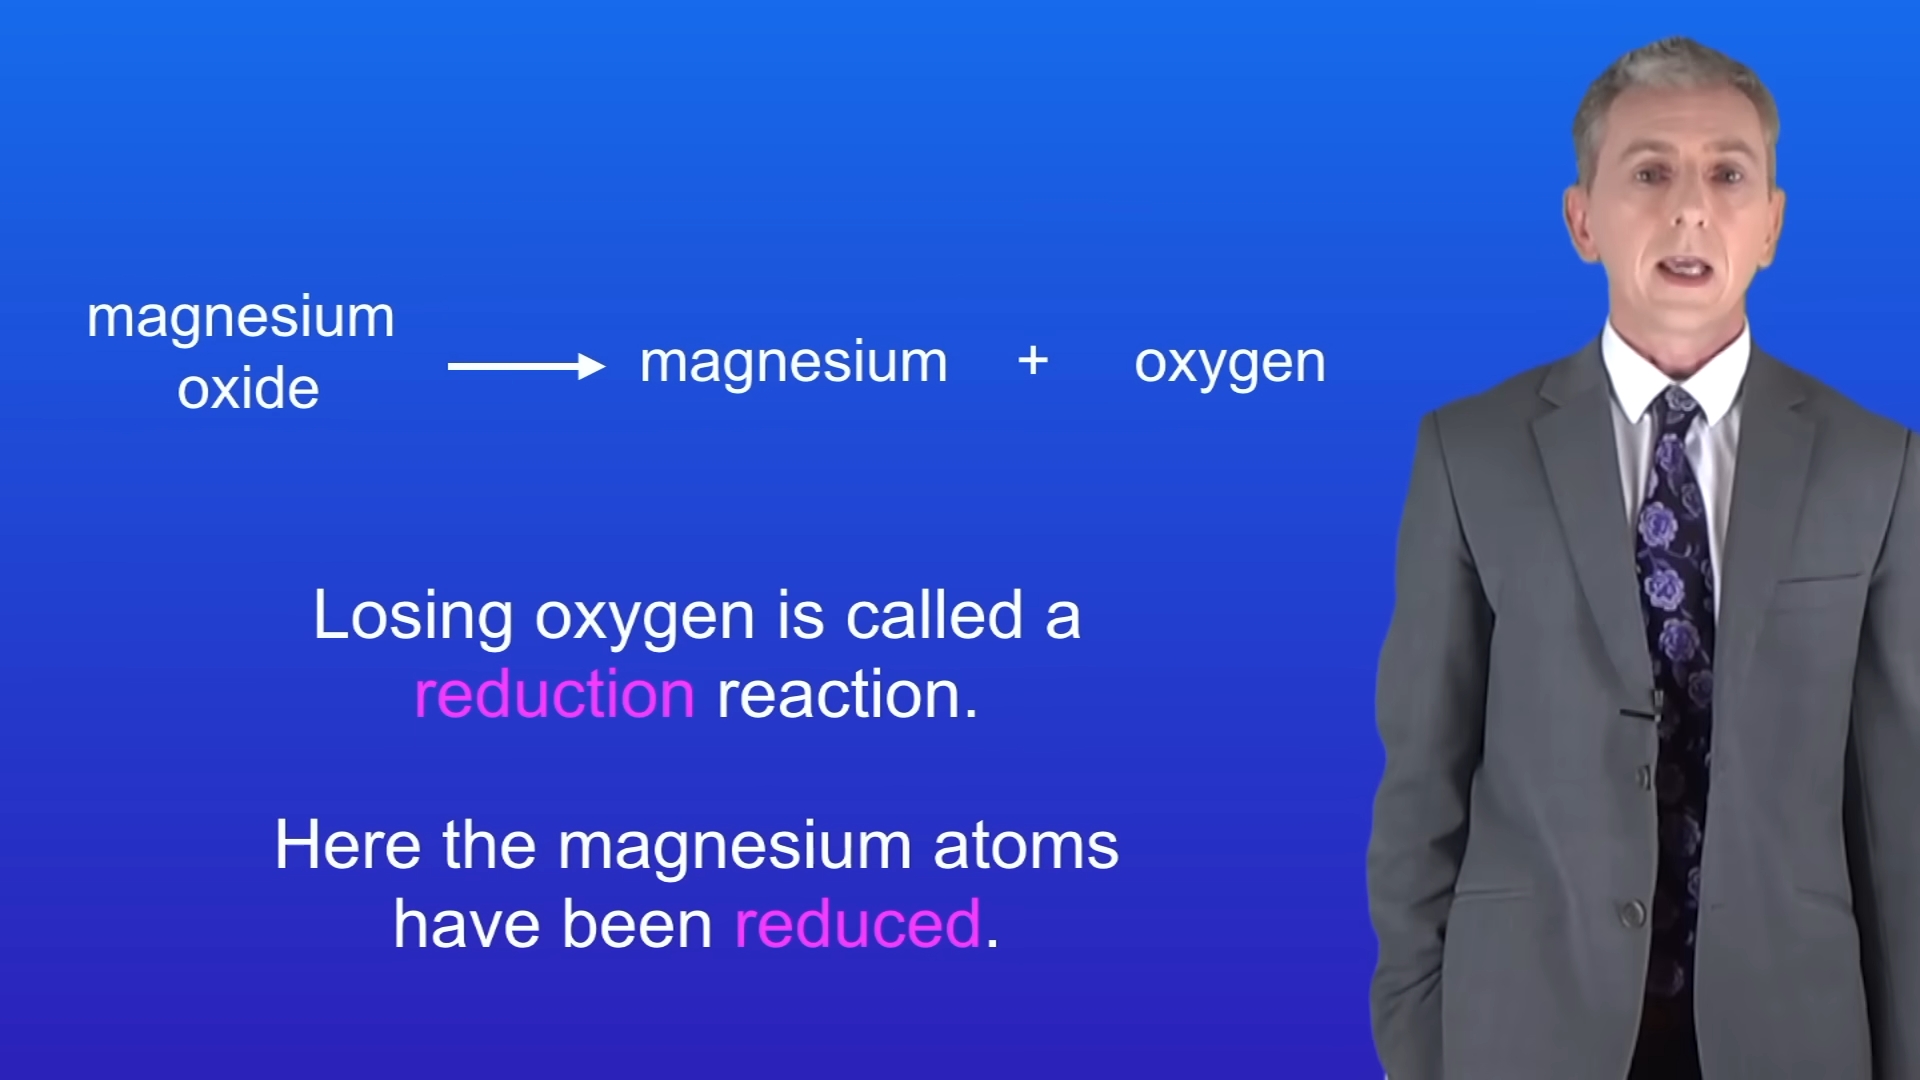 magnesium
oxide
magnesium + oxygen
Losing oxygen is called a
reduction reaction.
Here the magnesium atoms
have been reduced.